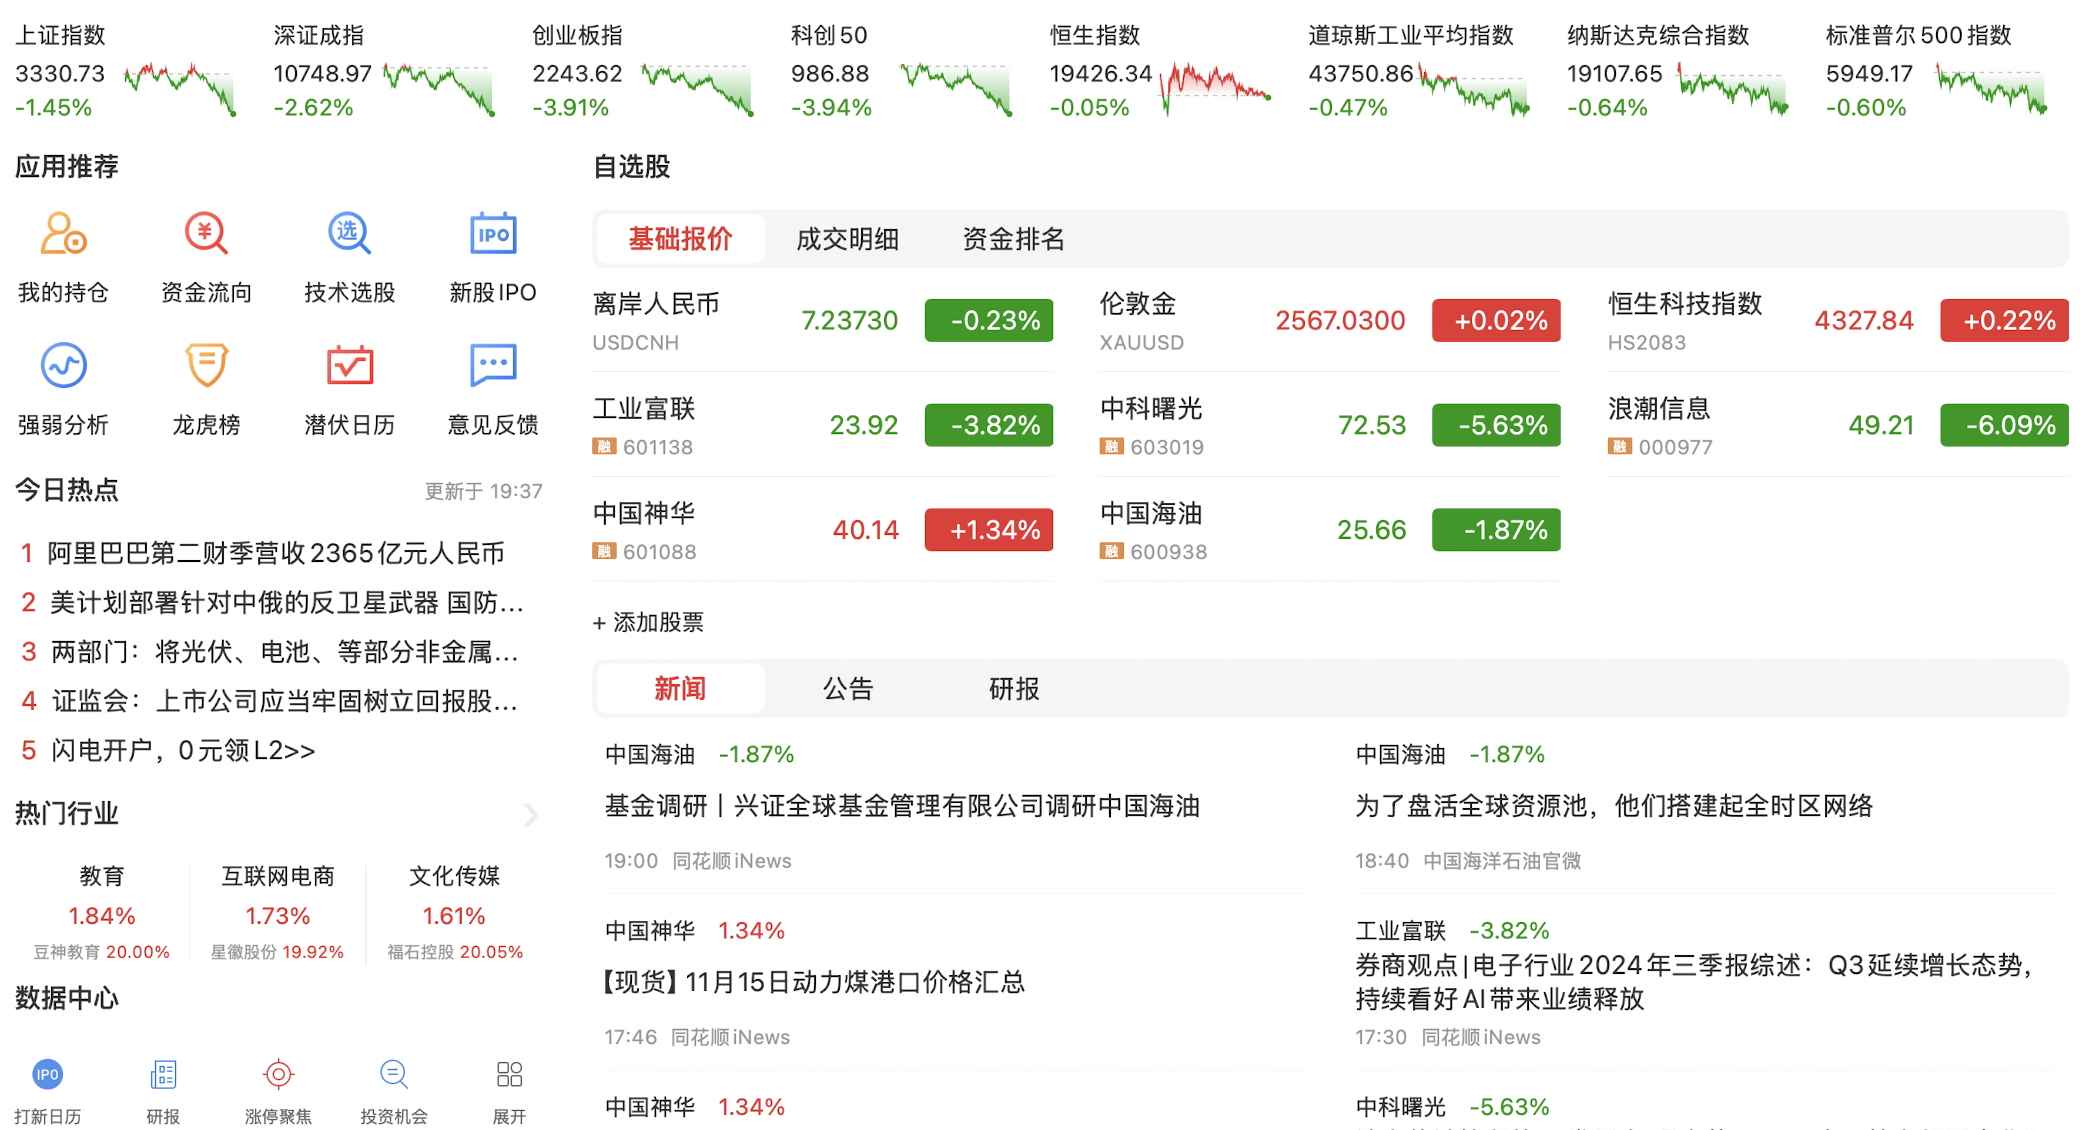 上证指数
3330.73
-1.45%
深证成指
10748.97
-2.62%
创业板指
2243.62
-3.91%
科创50
986.88
-3.94%
恒生指数
19426.34
-0.05%
道琼斯工业平均指数
43750.86
-0.47%
纳斯达克综合指数
19107.65
-0.64%
标准普尔500指数
5949.17
-0.60%
应用推荐
选
IPO
我的持仓
资金流向
技术选股
新股IPO
强弱分析
龙虎榜
潜伏日历
意见反馈
今日热点
更新于 19:37
1 阿里巴巴第二财季营收2365亿元人民币
2 美计划部署针对中俄的反卫星武器 国防...
3 两部门：将光伏、电池、等部分非金属...
4 证监会：上市公司应当牢固树立回报股...
5 闪电开户，0元领L2>>
热门行业
教育
1.84%
豆神教育 20.00%
互联网电商
1.73%
星徽股份 19.92%
文化传媒
1.61%
福石控股 20.05%
数据中心
IPO
打新日历
研报
涨停聚焦
投资机会
展开
自选股
基础报价
成交明细
资金排名
离岸人民币
USDCNH
7.23730
-0.23%
伦敦金
XAUUSD
2567.0300
+0.02%
恒生科技指数
HS2083
4327.84
+0.22%
工业富联
融 601138
23.92
-3.82%
中科曙光
融 603019
72.53
-5.63%
浪潮信息
融 000977
49.21
-6.09%
中国神华
融 601088
40.14
+1.34%
中国海油
融 600938
25.66
-1.87%
+ 添加股票
新闻
公告
研报
中国海油 -1.87%
基金调研丨兴证全球基金管理有限公司调研中国海油
19:00 同花顺iNews
中国海油 -1.87%
为了盘活全球资源池，他们搭建起全时区网络
18:40 中国海洋石油官微
中国神华 1.34%
【现货】11月15日动力煤港口价格汇总
17:46 同花顺iNews
工业富联 -3.82%
券商观点|电子行业2024年三季报综述：Q3延续增长态势，
持续看好AI带来业绩释放
17:30 同花顺iNews
中国神华 1.34%
中科曙光 -5.63%